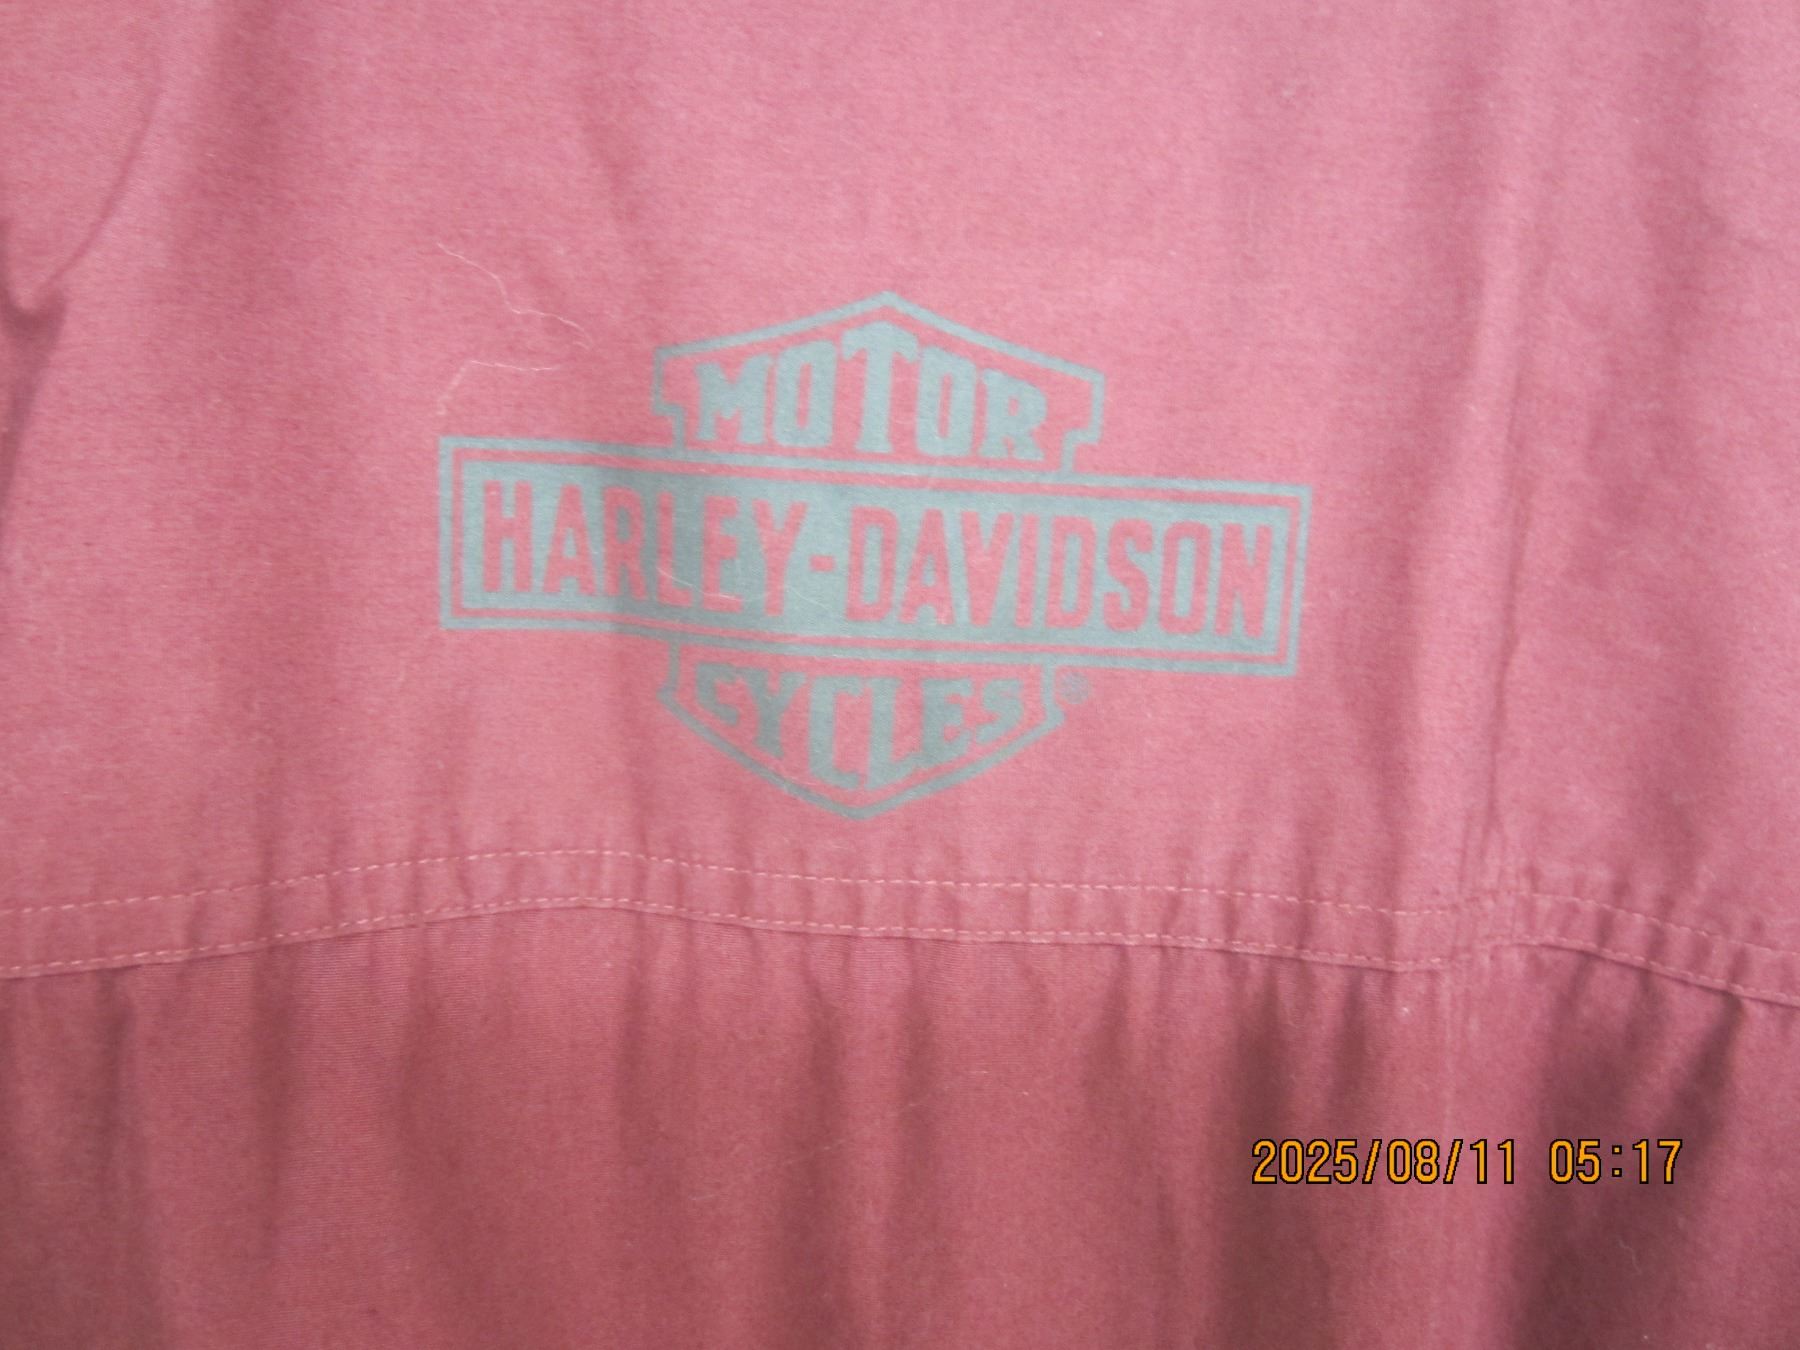 MOTOR
HARLEY-DAVIDSON
CYCLES®
2025/08/11 05:17